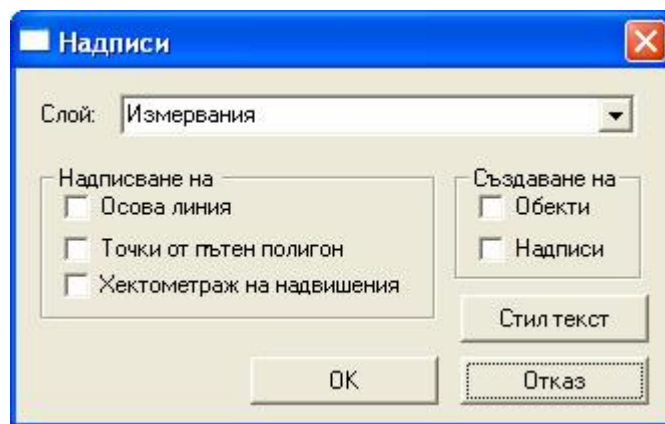 Надписи
Слой: Измервания
Надписване на
Осова линия
Точки от пътен полигон
Хектометраж на надвишения
Създаване на
Обекти
Надписи
Стил текст
OK
Отказ